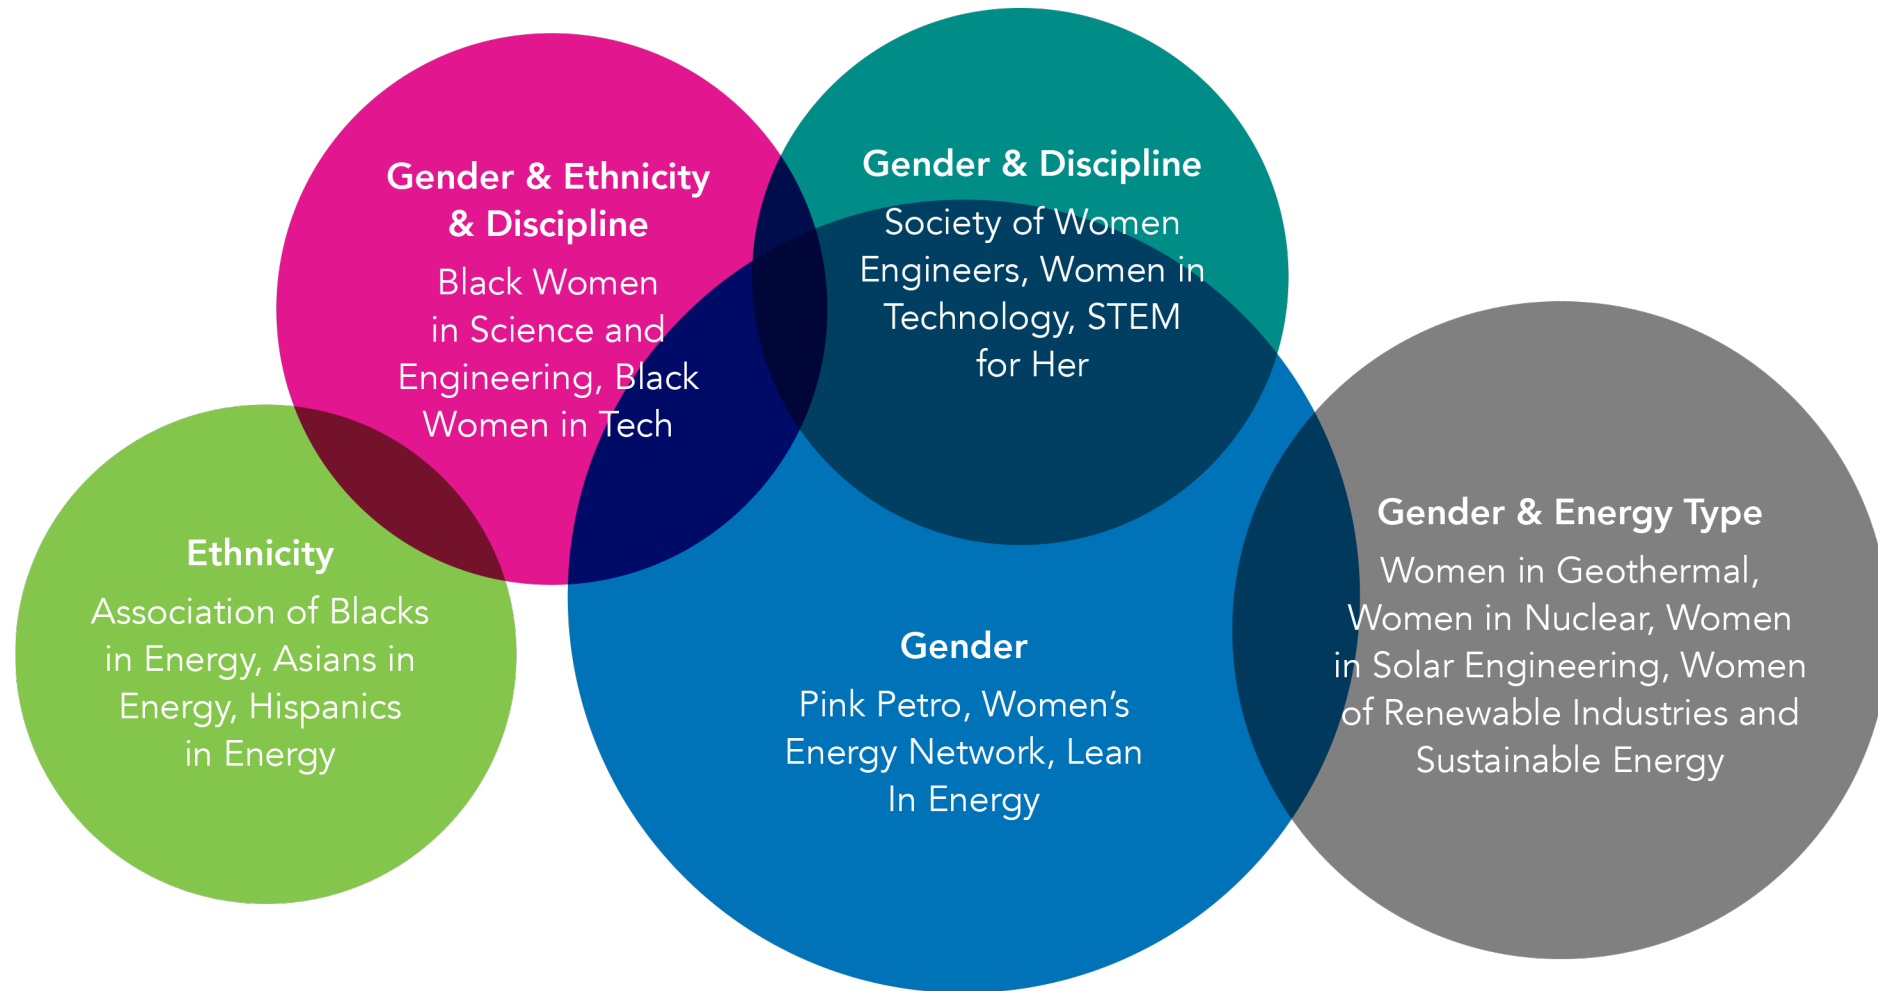 Gender & Ethnicity
& Discipline
Black Women
in Science and
Engineering, Black
Women in Tech
Gender & Discipline
Society of Women
Engineers, Women in
Technology, STEM
for Her
Ethnicity
Association of Blacks
in Energy, Asians in
Energy, Hispanics
in Energy
Gender
Pink Petro, Women’s
Energy Network, Lean
In Energy
Gender & Energy Type
Women in Geothermal,
Women in Nuclear, Women
in Solar Engineering, Women
of Renewable Industries and
Sustainable Energy